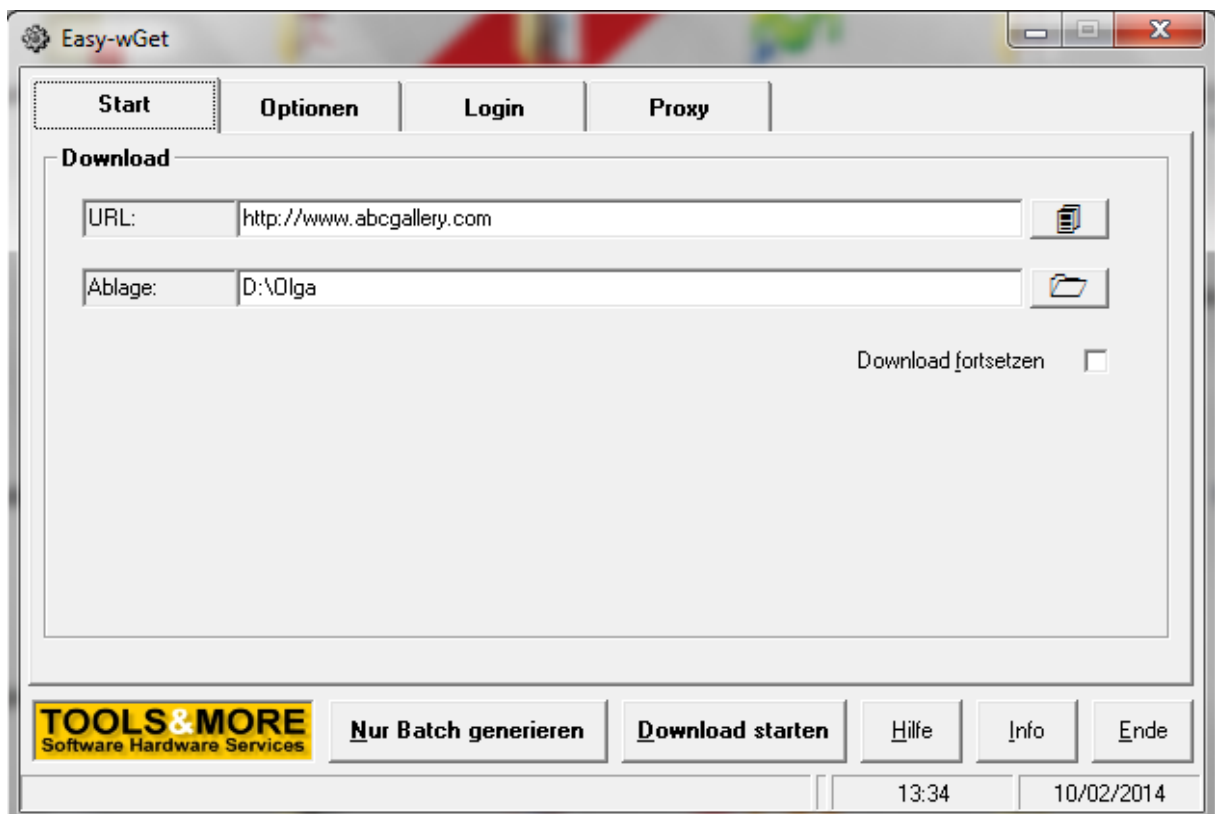 Easy-wGet
Start Optionen Login Proxy
Download
URL: http://www.abcgallery.com
Ablage: D:\Olga
Download fortsetzen
TOOLS&MORE
Software Hardware Services
Nur Batch generieren Download starten Hilfe Info Ende
13:34 10/02/2014